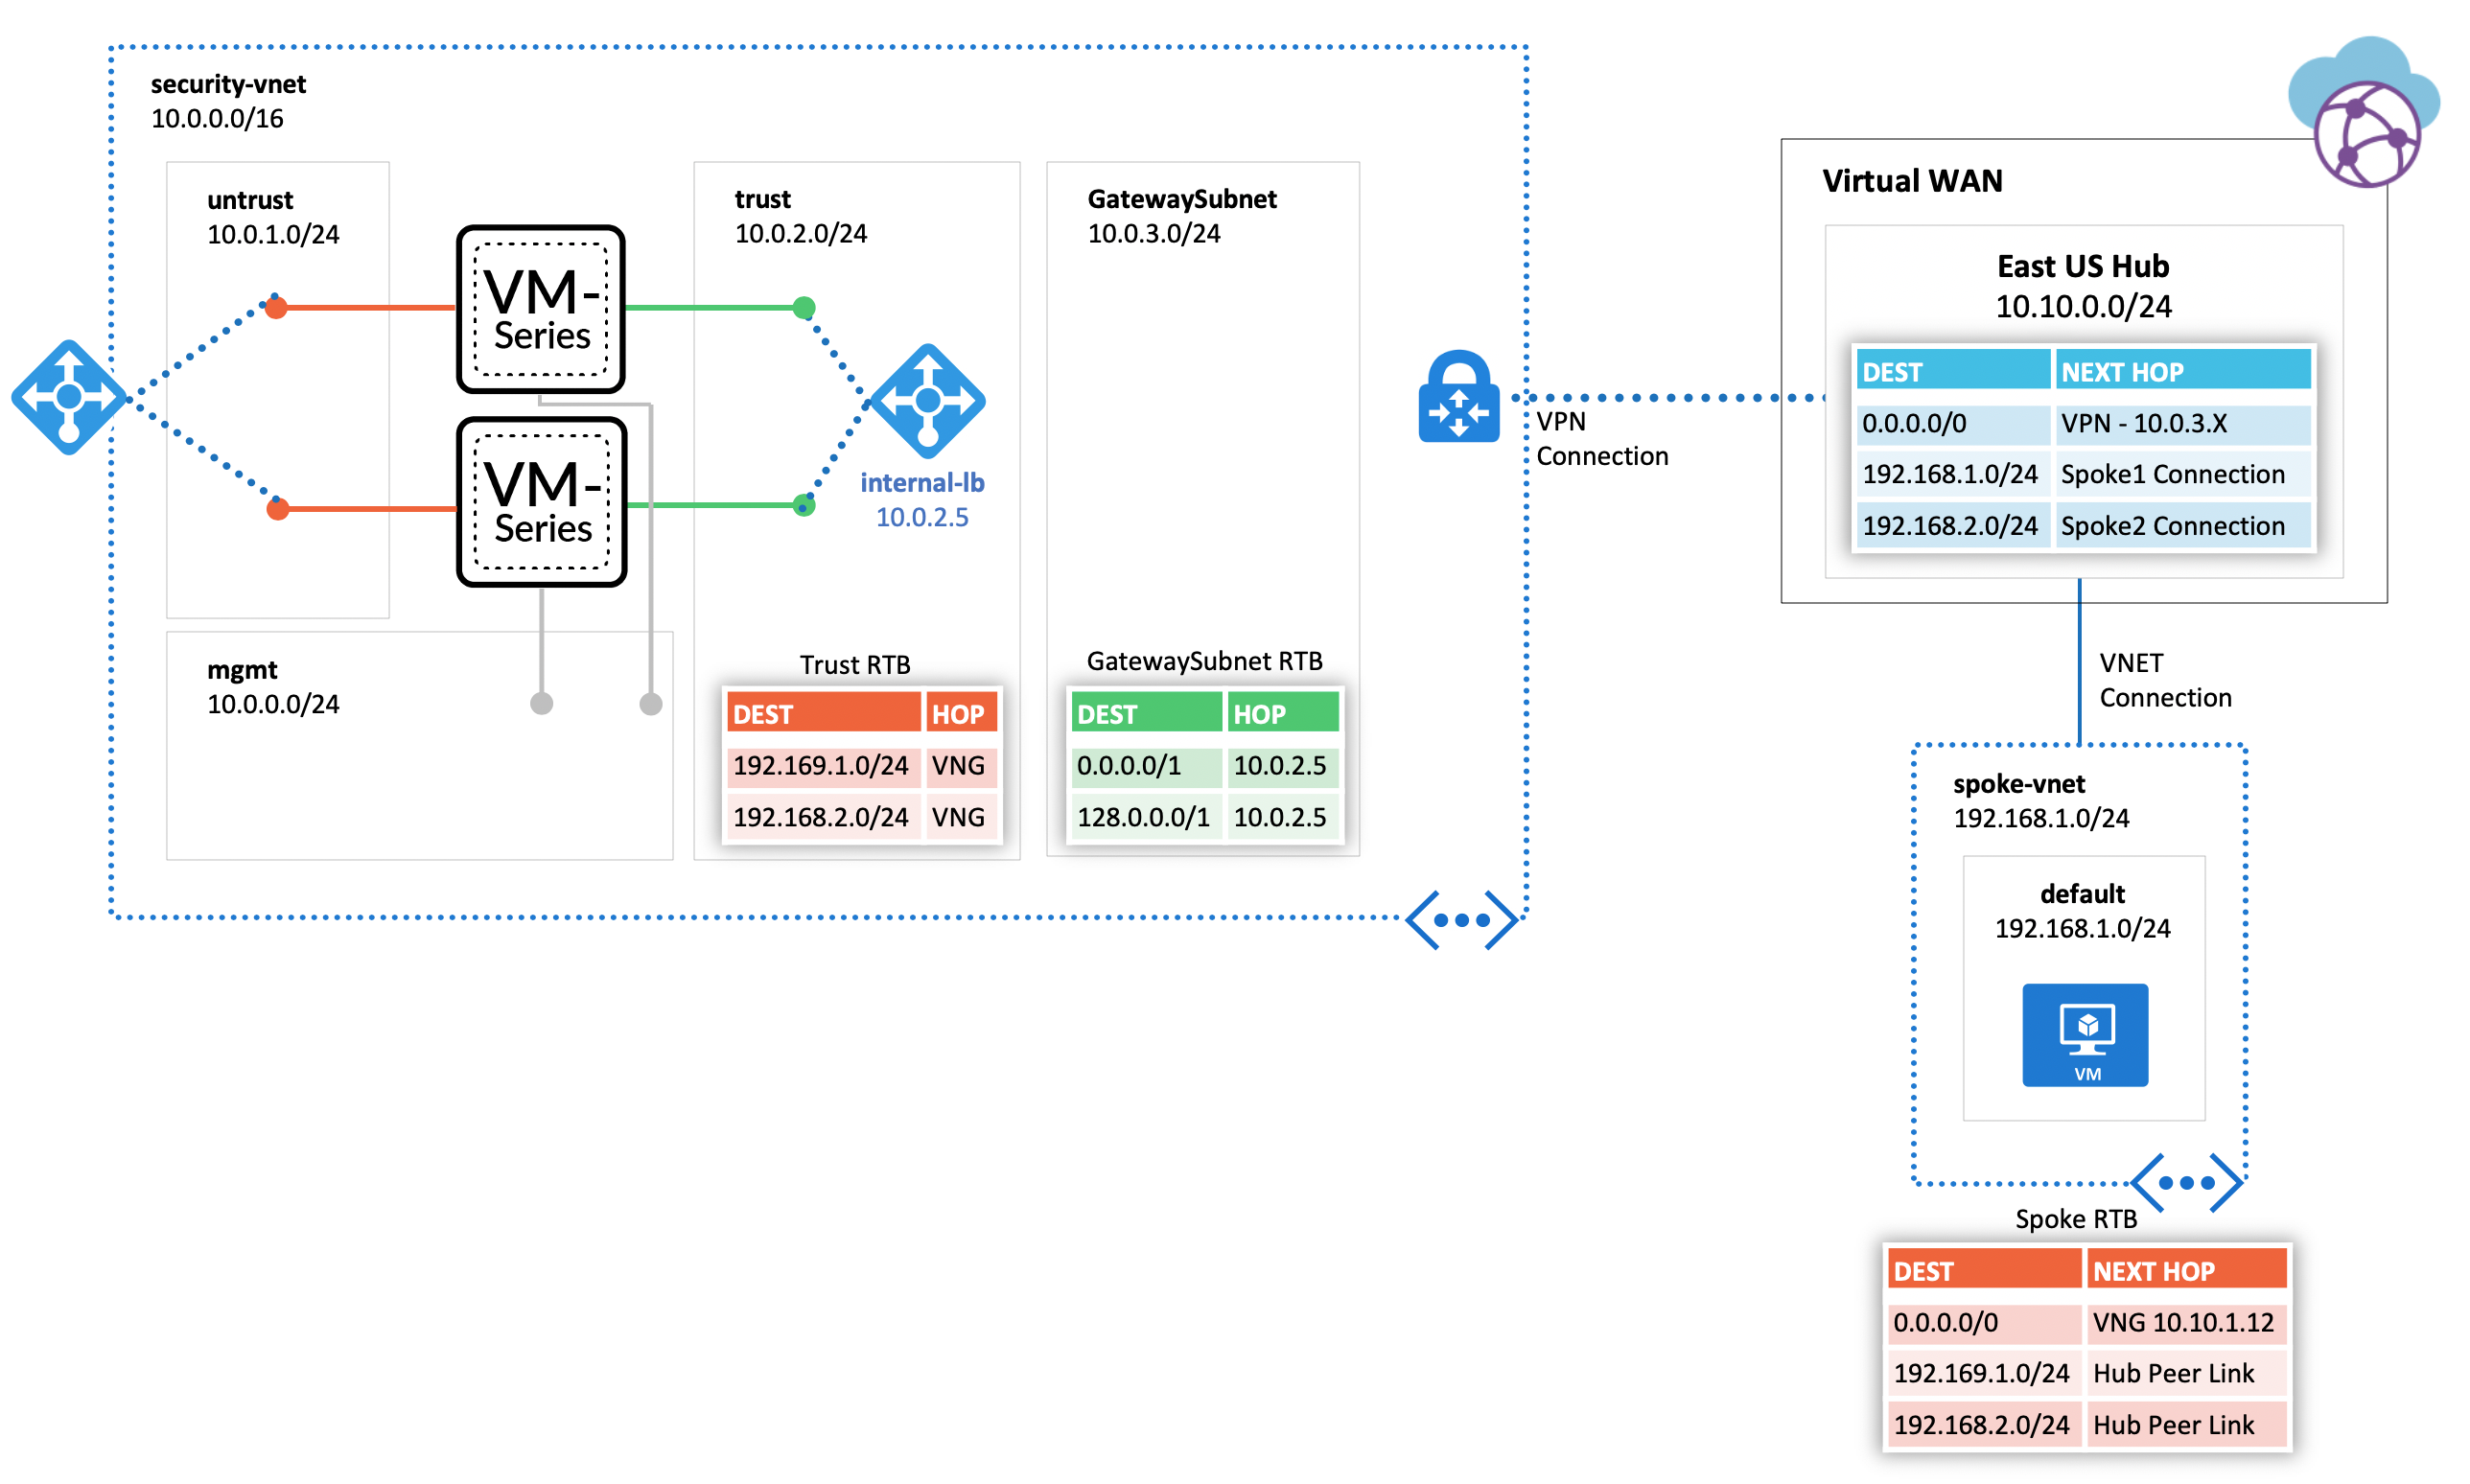 security-vnet
10.0.0.0/16
untrust
10.0.1.0/24
VM-
Series
VM-
Series
mgmt
10.0.0.0/24
trust
10.0.2.0/24
internal-lb
10.0.2.5
Trust RTB
DEST HOP
192.169.1.0/24 VNG
192.168.2.0/24 VNG
GatewaySubnet
10.0.3.0/24
GatewaySubnet RTB
DEST HOP
0.0.0.0/1 10.0.2.5
128.0.0.0/1 10.0.2.5
VPN
Connection
Virtual WAN
East US Hub
10.10.0.0/24
DEST NEXT HOP
0.0.0.0/0 VPN - 10.0.3.X
192.168.1.0/24 Spoke1 Connection
192.168.2.0/24 Spoke2 Connection
VNET
Connection
spoke-vnet
192.168.1.0/24
default
192.168.1.0/24
VM
Spoke RTB
DEST NEXT HOP
0.0.0.0/0 VNG 10.10.1.12
192.169.1.0/24 Hub Peer Link
192.168.2.0/24 Hub Peer Link